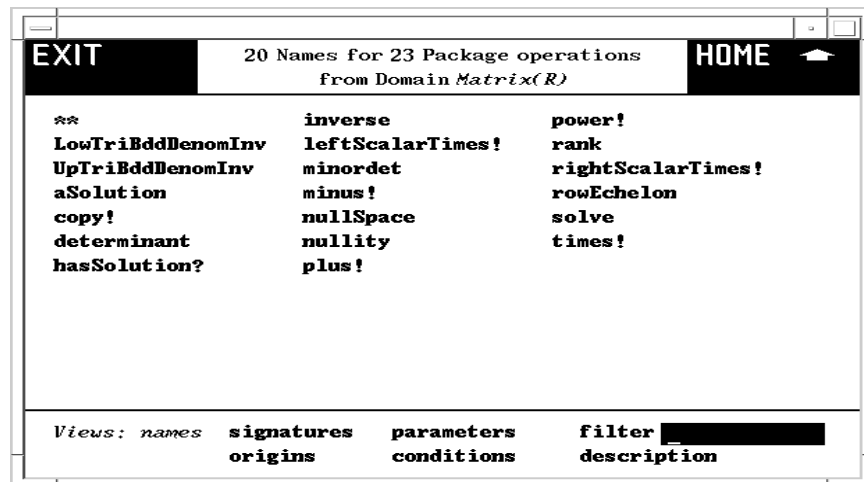 EXIT 20 Names for 23 Package operations HOME
from Domain Matrix(R)
** inverse power!
LowTriBddDenomInv leftScalarTimes! rank
UpTriBddDenomInv minordet rightScalarTimes!
aSolution minus! rowEchelon
copy! nullSpace solve
determinant nullity times!
hasSolution? plus!
Views: names signatures parameters filter _
origins conditions description